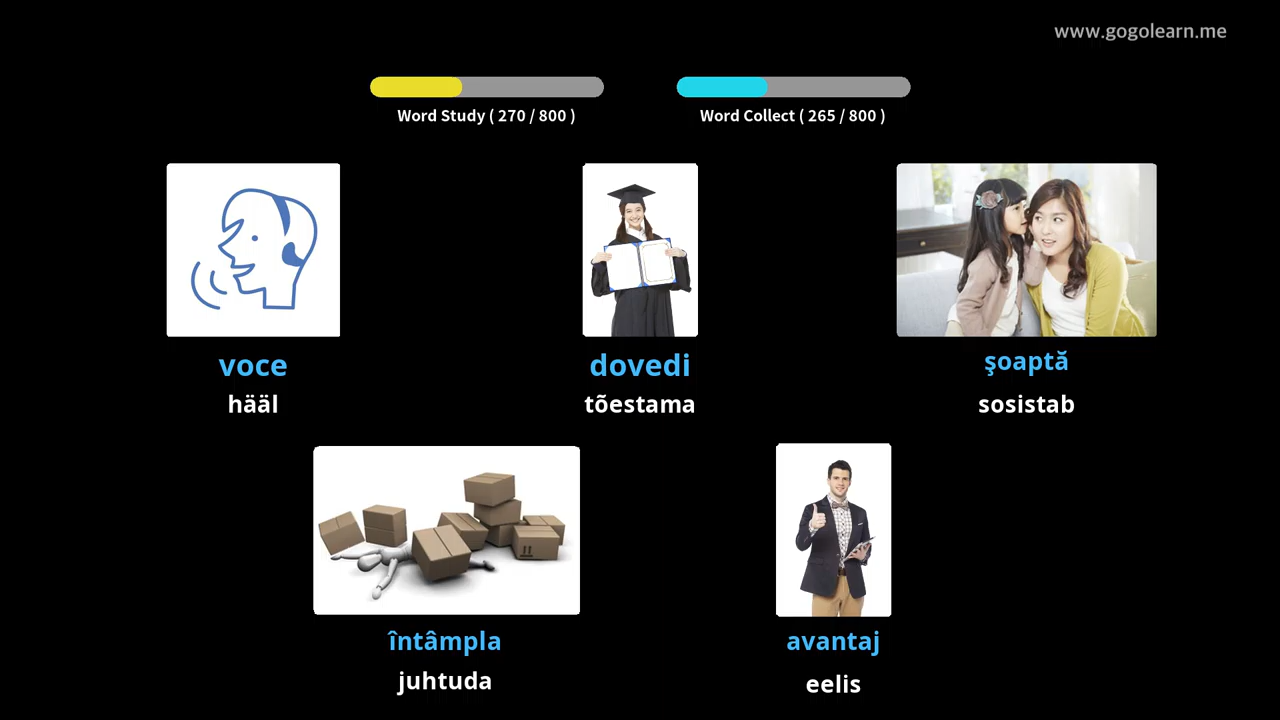 www.gogolearn.me
Word Study ( 270 / 800 )
Word Collect ( 265 / 800 )
voce
hääl
dovedi
tõestama
şoaptă
sosistab
întâmpla
juhtuda
avantaj
eelis